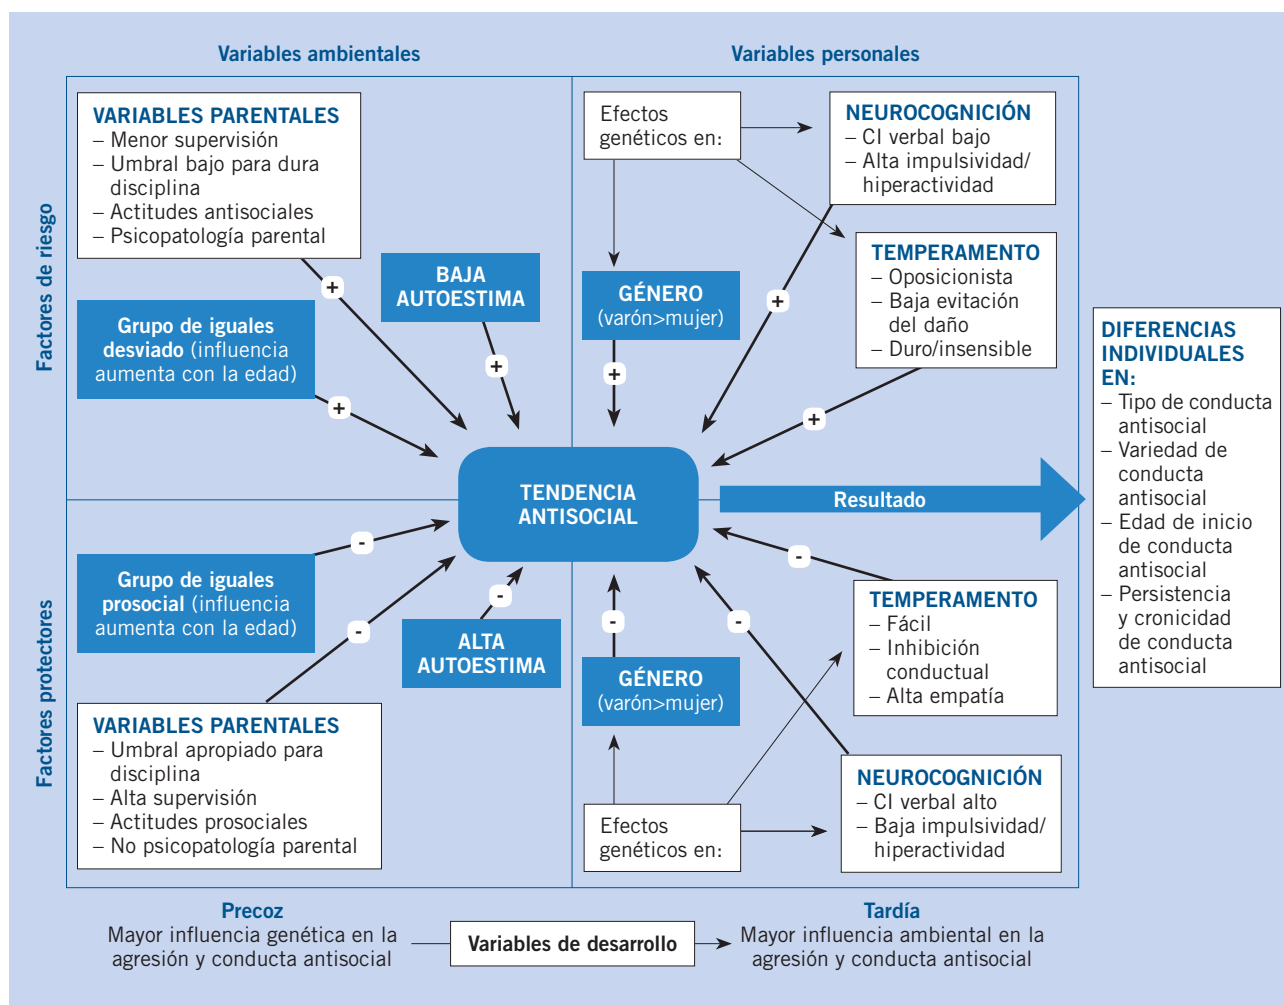 Variables ambientales
Variables personales
Factores de riesgo
VARIABLES PARENTALES
– Menor supervisión
– Umbral bajo para dura
disciplina
– Actitudes antisociales
– Psicopatología parental
+
BAJA
AUTOESTIMA
+
Grupo de iguales
desviado (influencia
aumenta con la edad)
+
Efectos
genéticos en:
NEUROCOGNICIÓN
– CI verbal bajo
– Alta impulsividad/
hiperactividad
+
GÉNERO
(varón>mujer)
+
TEMPERAMENTO
– Oposicionista
– Baja evitación
del daño
– Duro/insensible
+
TENDENCIA
ANTISOCIAL
Resultado
DIFERENCIAS
INDIVIDUALES
EN:
– Tipo de conducta
antisocial
– Variedad de
conducta
antisocial
– Edad de inicio
de conducta
antisocial
– Persistencia
y cronicidad
de conducta
antisocial
Factores protectores
Grupo de iguales
prosocial (influencia
aumenta con la edad)
-
VARIABLES PARENTALES
– Umbral apropiado para
disciplina
– Alta supervisión
– Actitudes prosociales
– No psicopatología parental
-
ALTA
AUTOESTIMA
-
GÉNERO
(varón>mujer)
-
TEMPERAMENTO
– Fácil
– Inhibición
conductual
– Alta empatía
-
Efectos
genéticos en:
NEUROCOGNICIÓN
– CI verbal alto
– Baja impulsividad/
hiperactividad
-
Precoz
Mayor influencia genética en la
agresión y conducta antisocial
Variables de desarrollo
Tardía
Mayor influencia ambiental en la
agresión y conducta antisocial